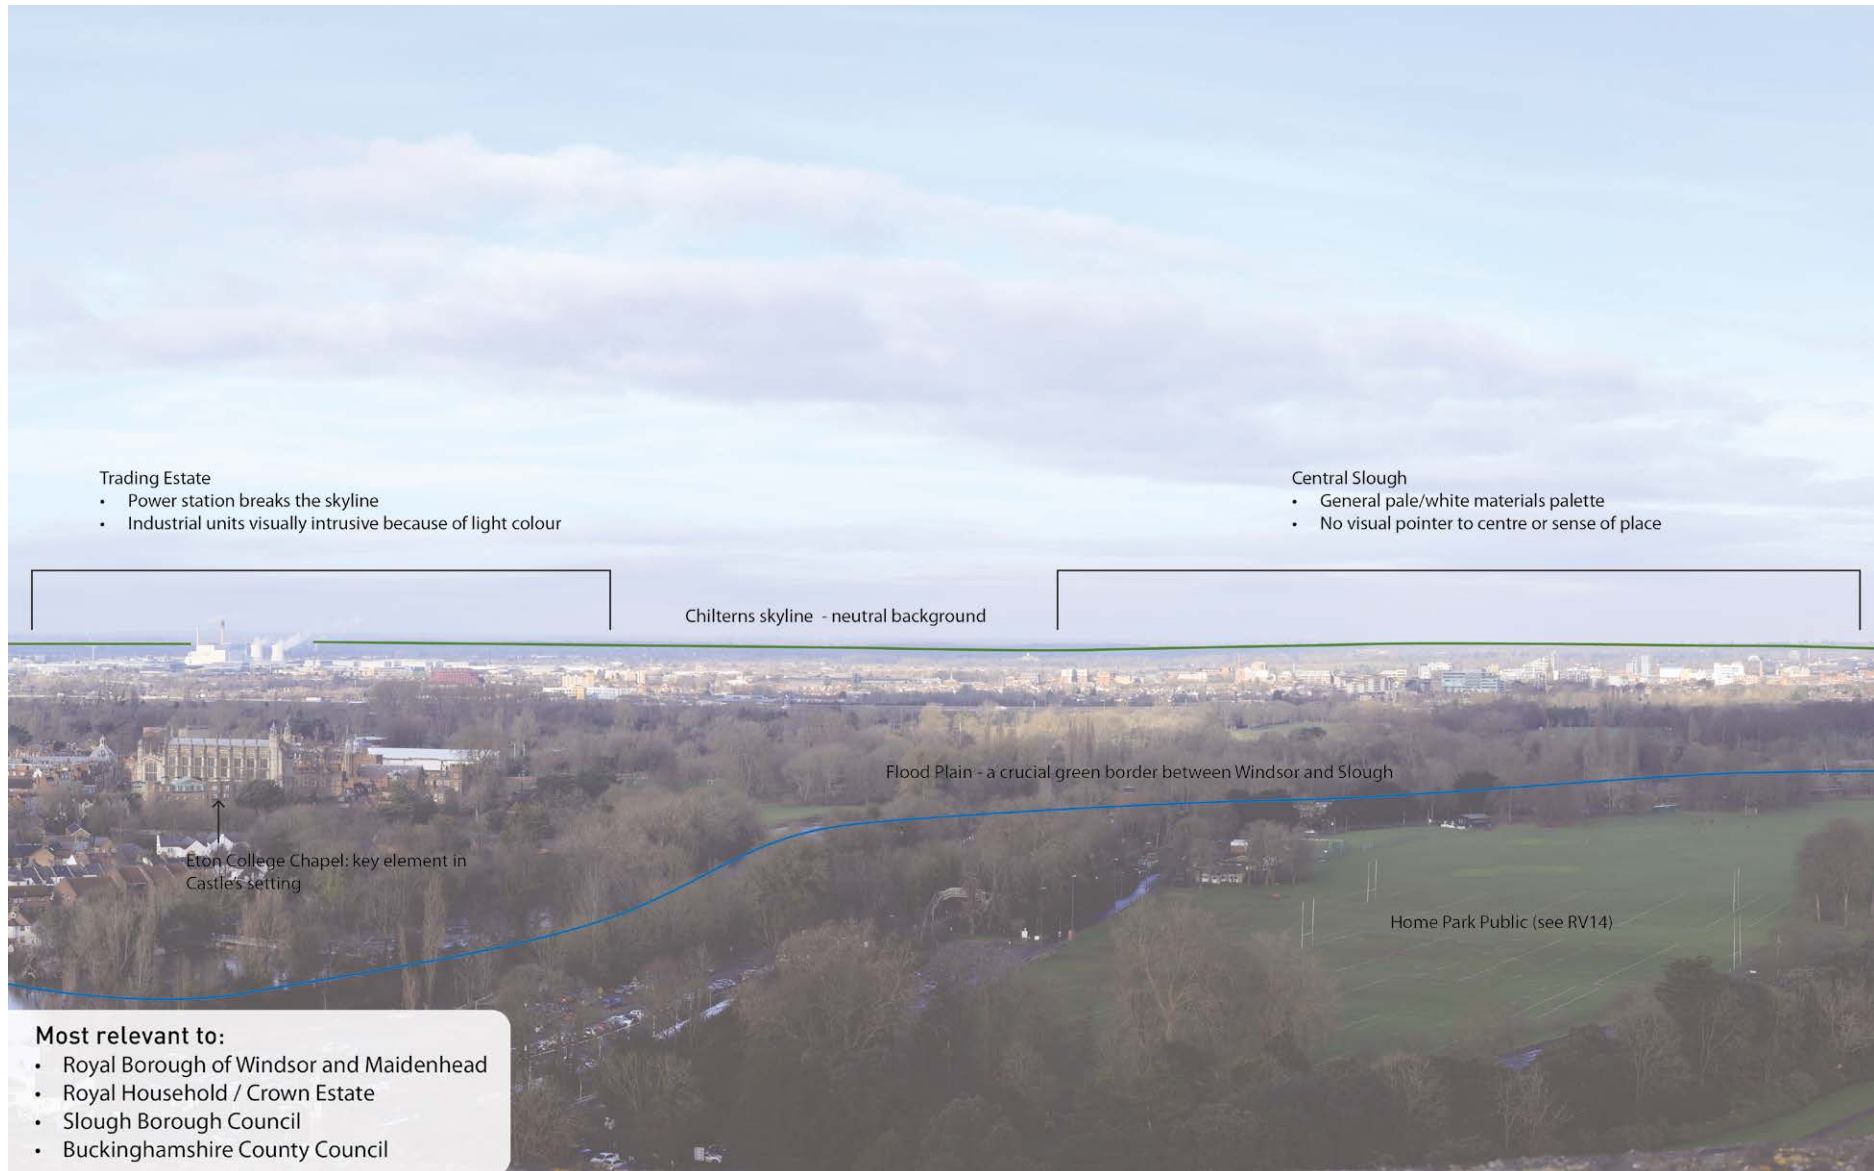 Trading Estate
• Power station breaks the skyline
• Industrial units visually intrusive because of light colour
Central Slough
• General pale/white materials palette
• No visual pointer to centre or sense of place
Chilterns skyline - neutral background
Flood Plain - a crucial green border between Windsor and Slough
Eton College Chapel: key element in
Castle's setting
Home Park Public (see RV14)
Most relevant to:
• Royal Borough of Windsor and Maidenhead
• Royal Household / Crown Estate
• Slough Borough Council
• Buckinghamshire County Council